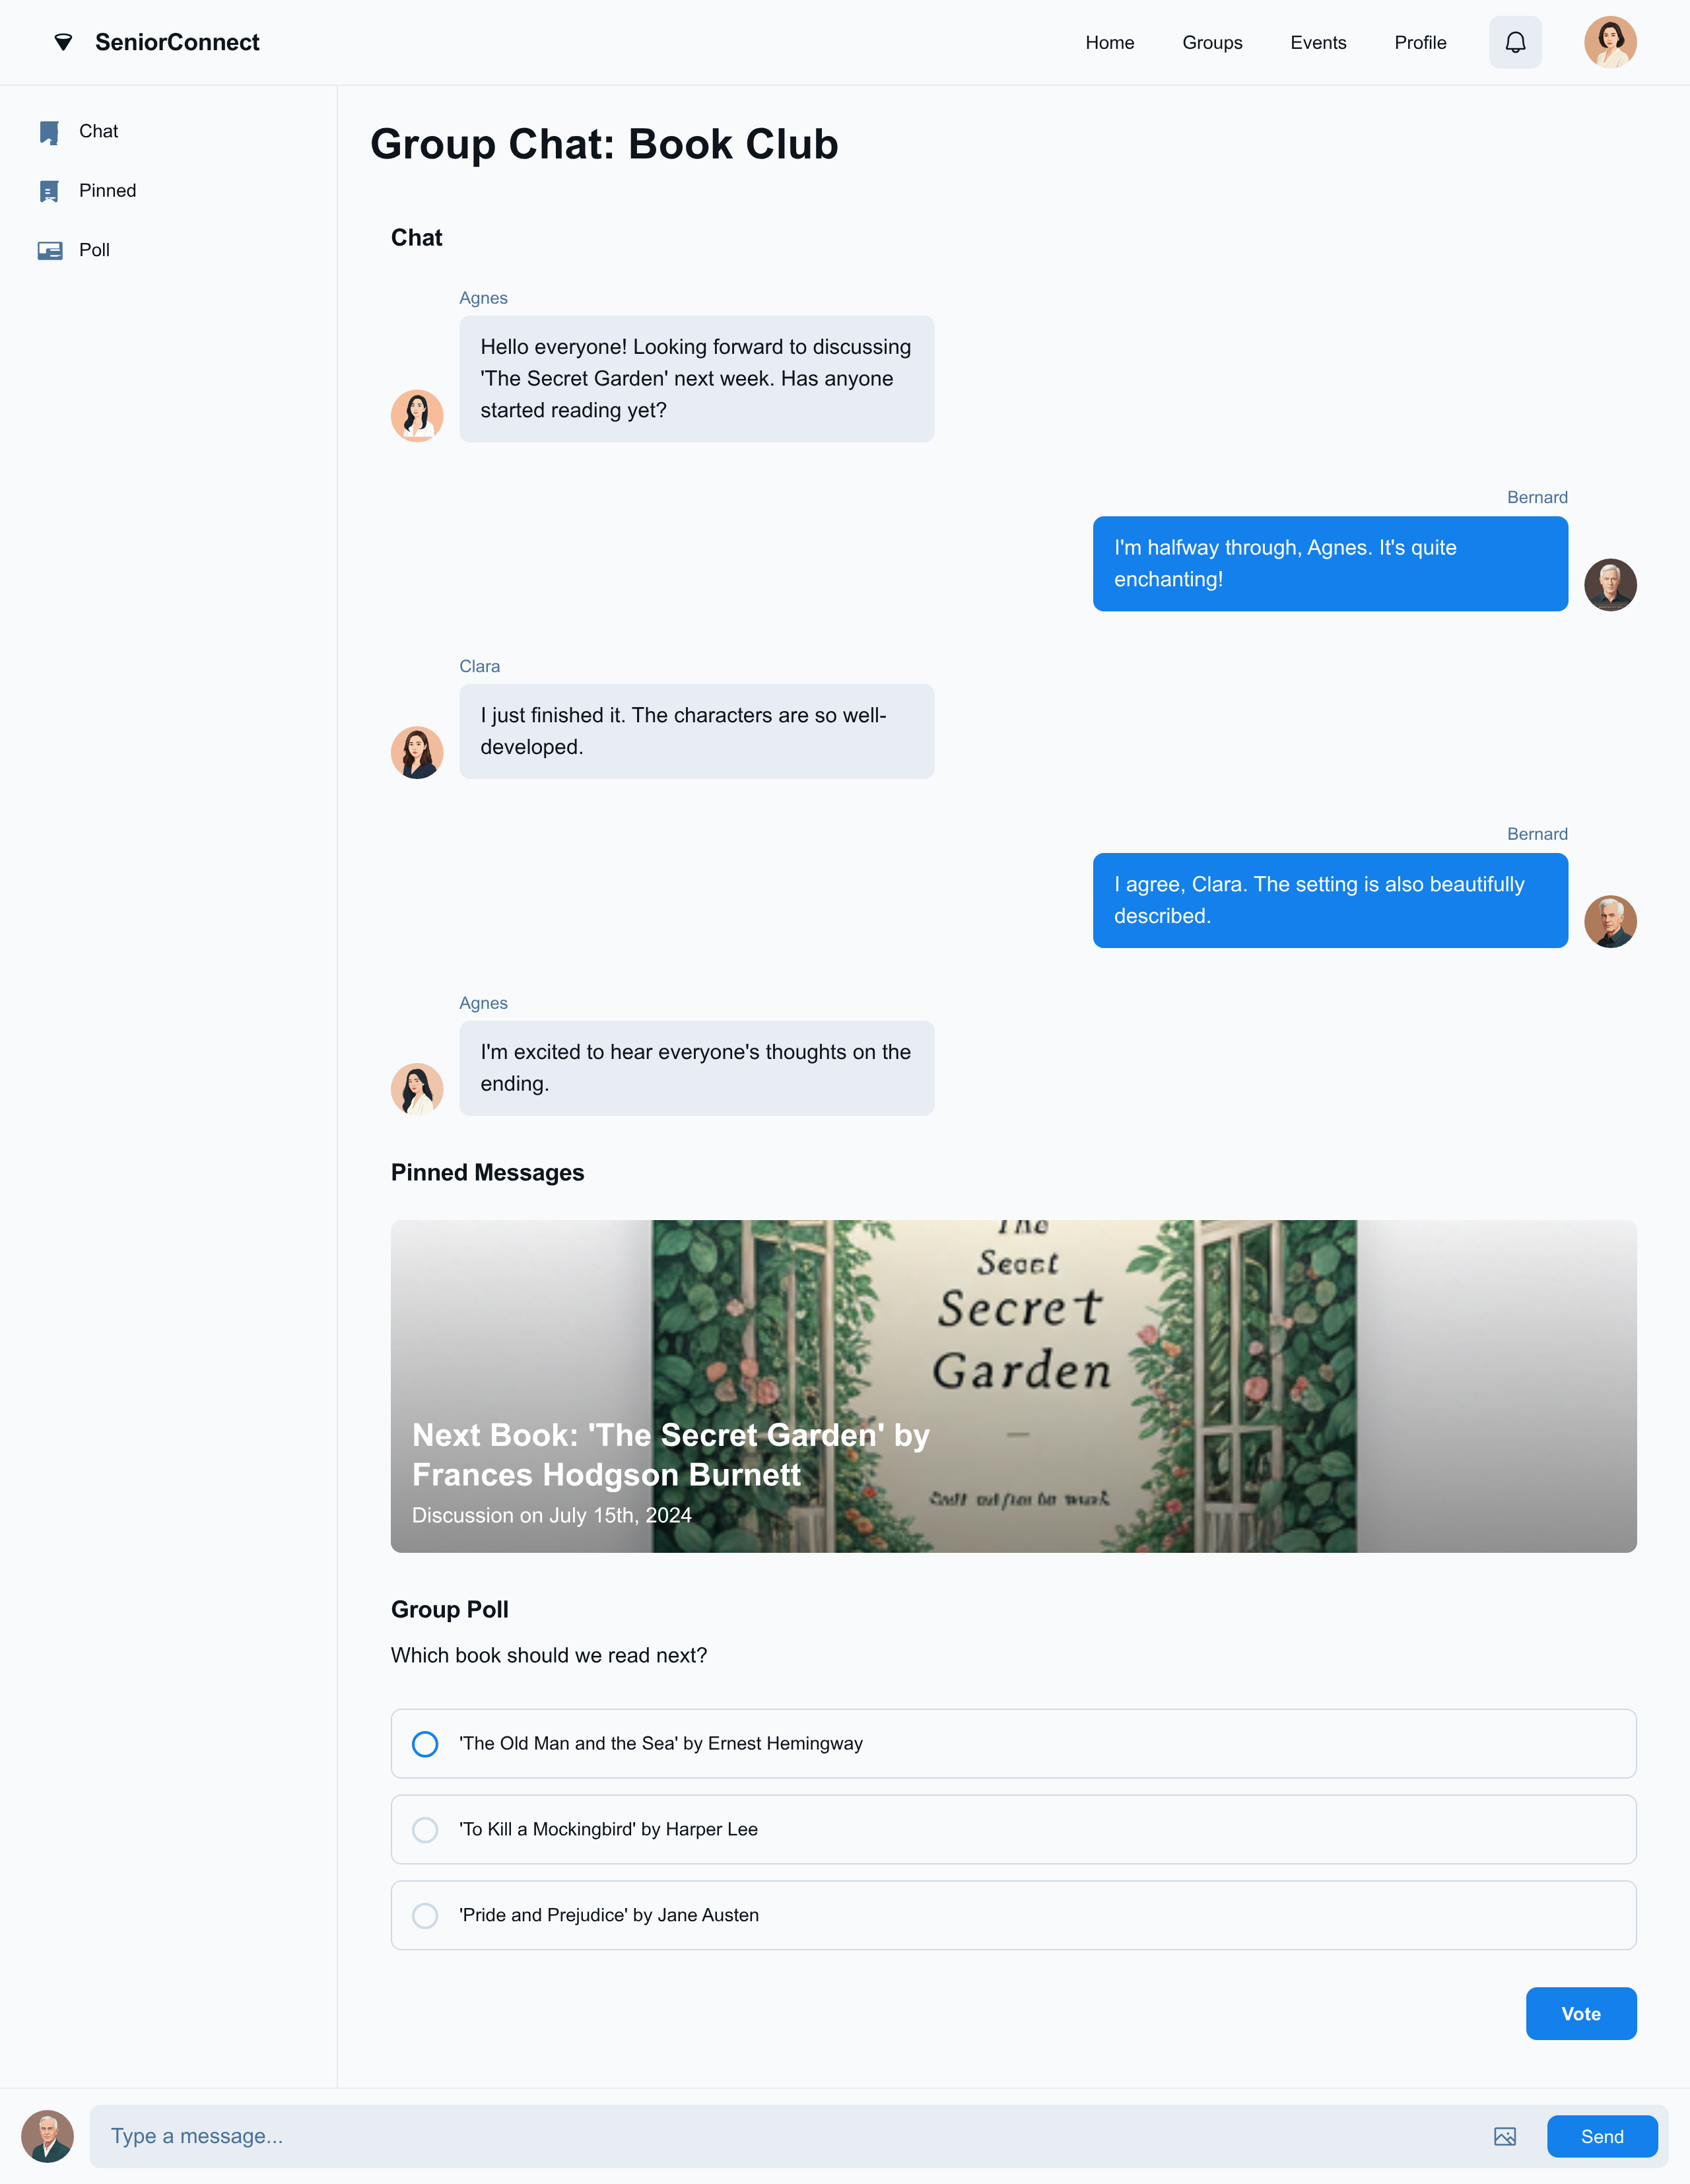 SeniorConnect
Home
Groups
Events
Profile
Chat
Pinned
Poll
Group Chat: Book Club
Chat
Agnes
Hello everyone! Looking forward to discussing
'The Secret Garden' next week. Has anyone
started reading yet?
Bernard
I'm halfway through, Agnes. It's quite
enchanting!
Clara
I just finished it. The characters are so well-
developed.
Bernard
I agree, Clara. The setting is also beautifully
described.
Agnes
I'm excited to hear everyone's thoughts on the
ending.
Pinned Messages
The
Secret
Garden
Next Book: 'The Secret Garden' by
Frances Hodgson Burnett
Discussion on July 15th, 2024
Group Poll
Which book should we read next?
'The Old Man and the Sea' by Ernest Hemingway
'To Kill a Mockingbird' by Harper Lee
'Pride and Prejudice' by Jane Austen
Vote
Type a message...
Send